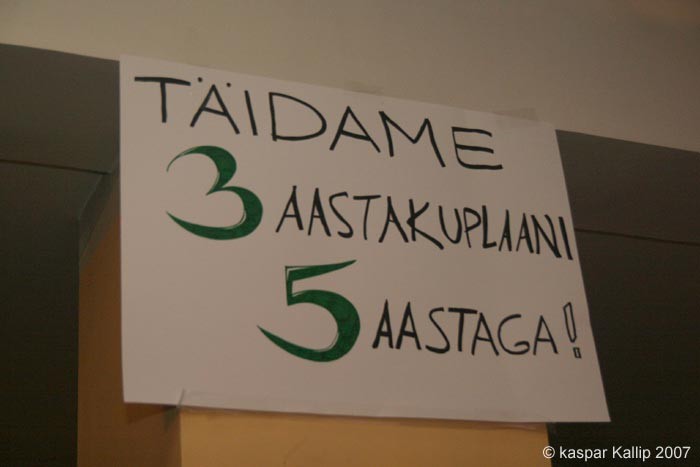 TÄIDAME
3 AASTAKUPLAANI
5 AASTAGA!
© kaspar Kallip 2007